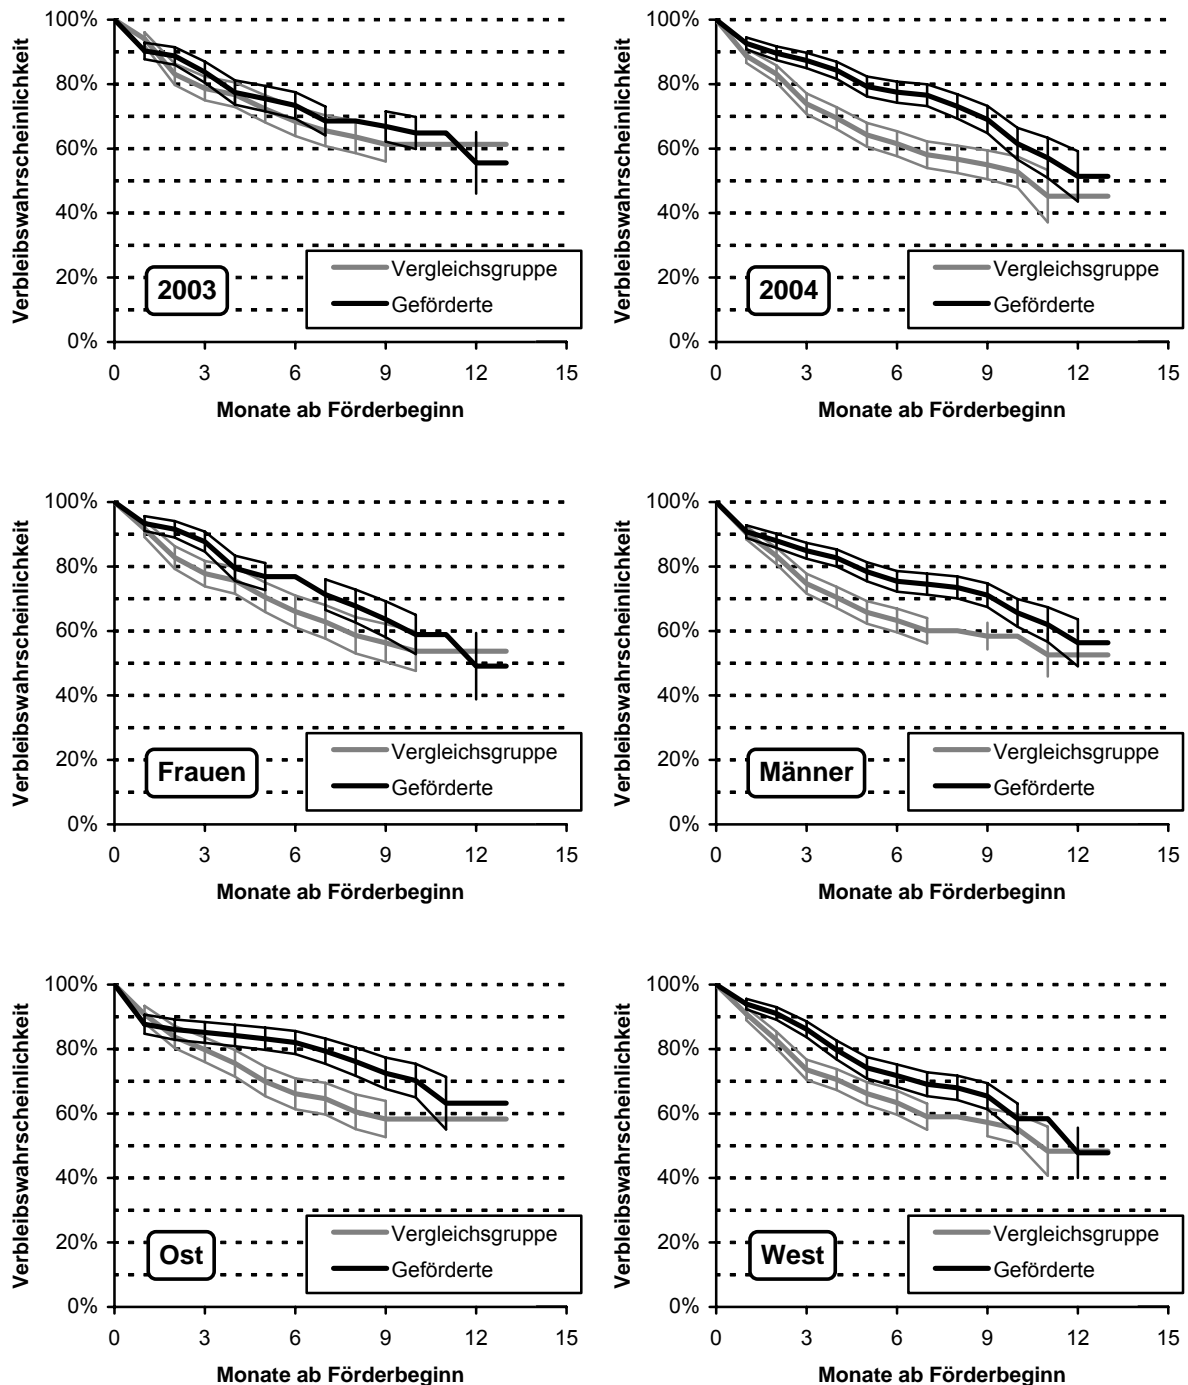 Verbleibswahrscheinlichkeit
100%
80%
60%
40%
20%
0%
2003
Vergleichsgruppe
Geförderte
0 3 6 9 12 15
Monate ab Förderbeginn
Verbleibswahrscheinlichkeit
100%
80%
60%
40%
20%
0%
2004
Vergleichsgruppe
Geförderte
0 3 6 9 12 15
Monate ab Förderbeginn
Verbleibswahrscheinlichkeit
100%
80%
60%
40%
20%
0%
Frauen
Vergleichsgruppe
Geförderte
0 3 6 9 12 15
Monate ab Förderbeginn
Verbleibswahrscheinlichkeit
100%
80%
60%
40%
20%
0%
Männer
Vergleichsgruppe
Geförderte
0 3 6 9 12 15
Monate ab Förderbeginn
Verbleibswahrscheinlichkeit
100%
80%
60%
40%
20%
0%
Ost
Vergleichsgruppe
Geförderte
0 3 6 9 12 15
Monate ab Förderbeginn
Verbleibswahrscheinlichkeit
100%
80%
60%
40%
20%
0%
West
Vergleichsgruppe
Geförderte
0 3 6 9 12 15
Monate ab Förderbeginn